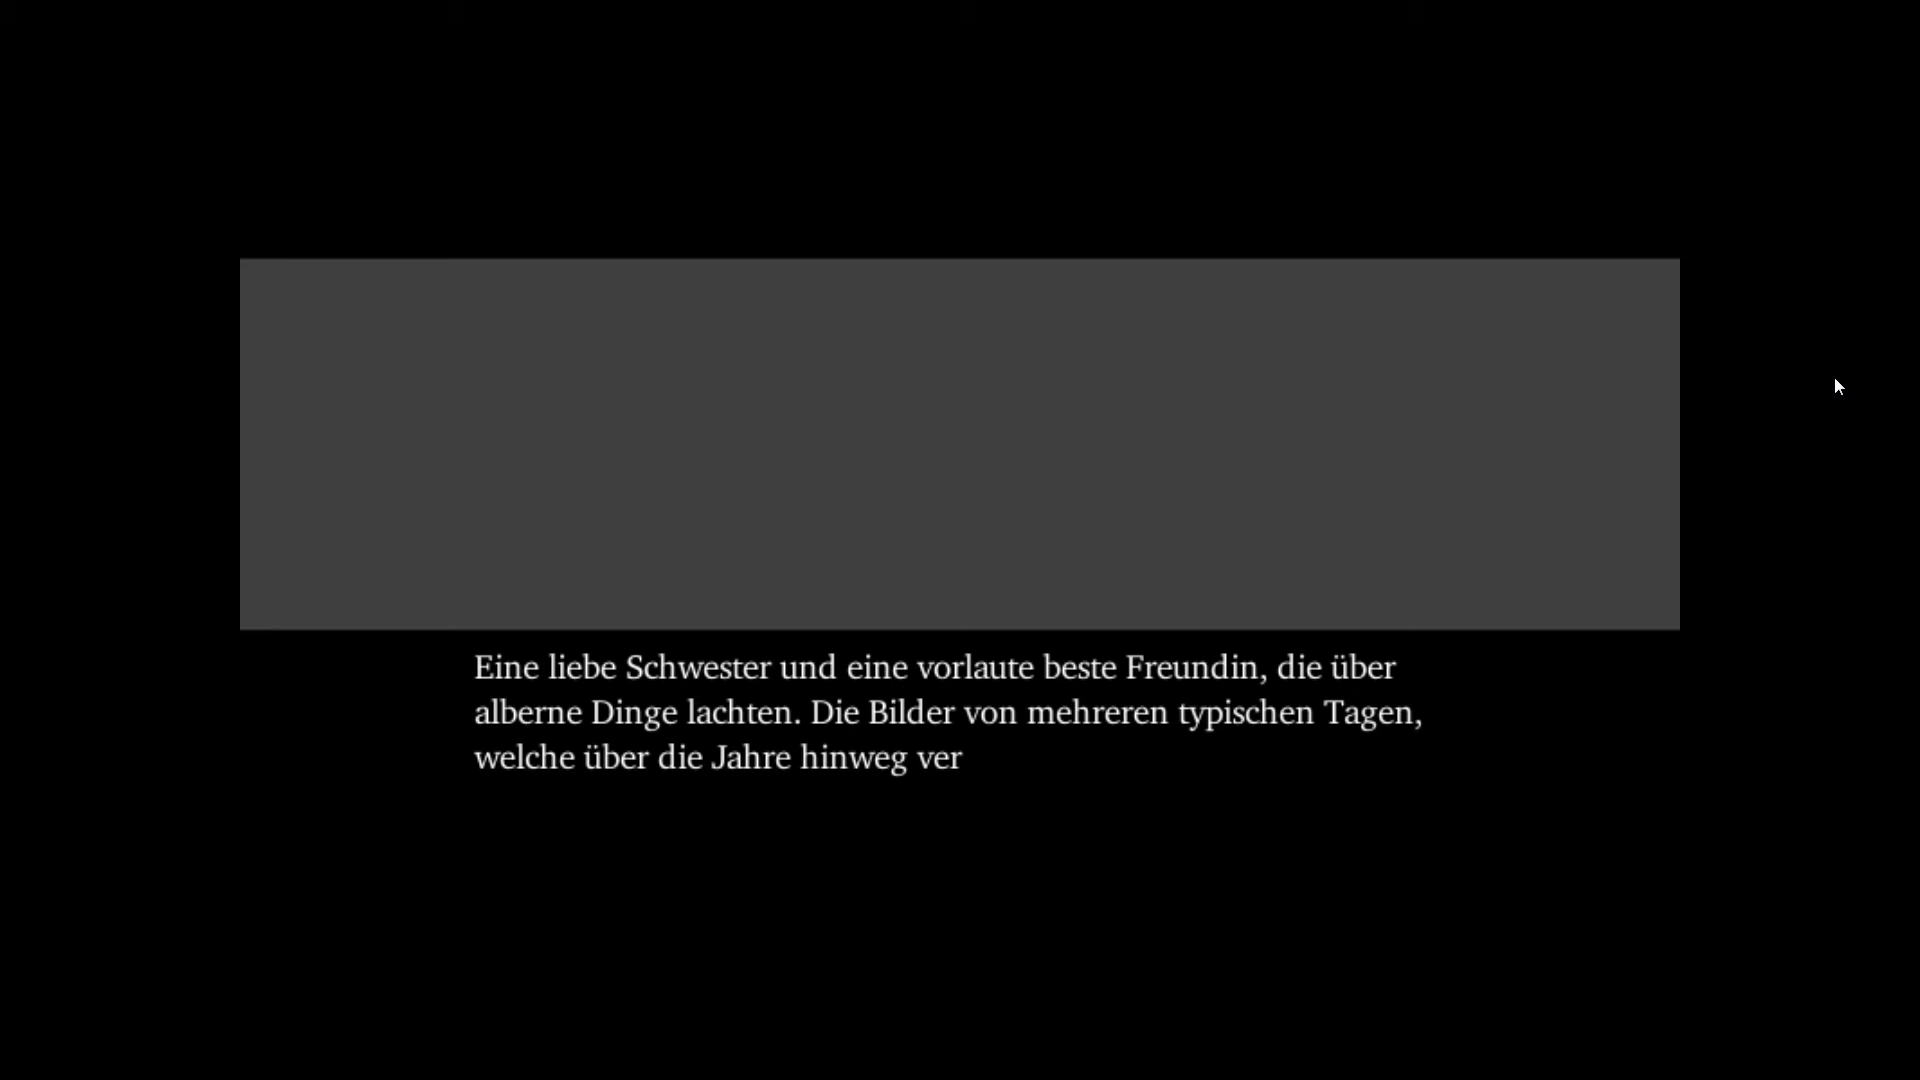 Eine liebe Schwester und eine vorlaute beste Freundin, die über
alberne Dinge lachten. Die Bilder von mehreren typischen Tagen,
welche über die Jahre hinweg ver